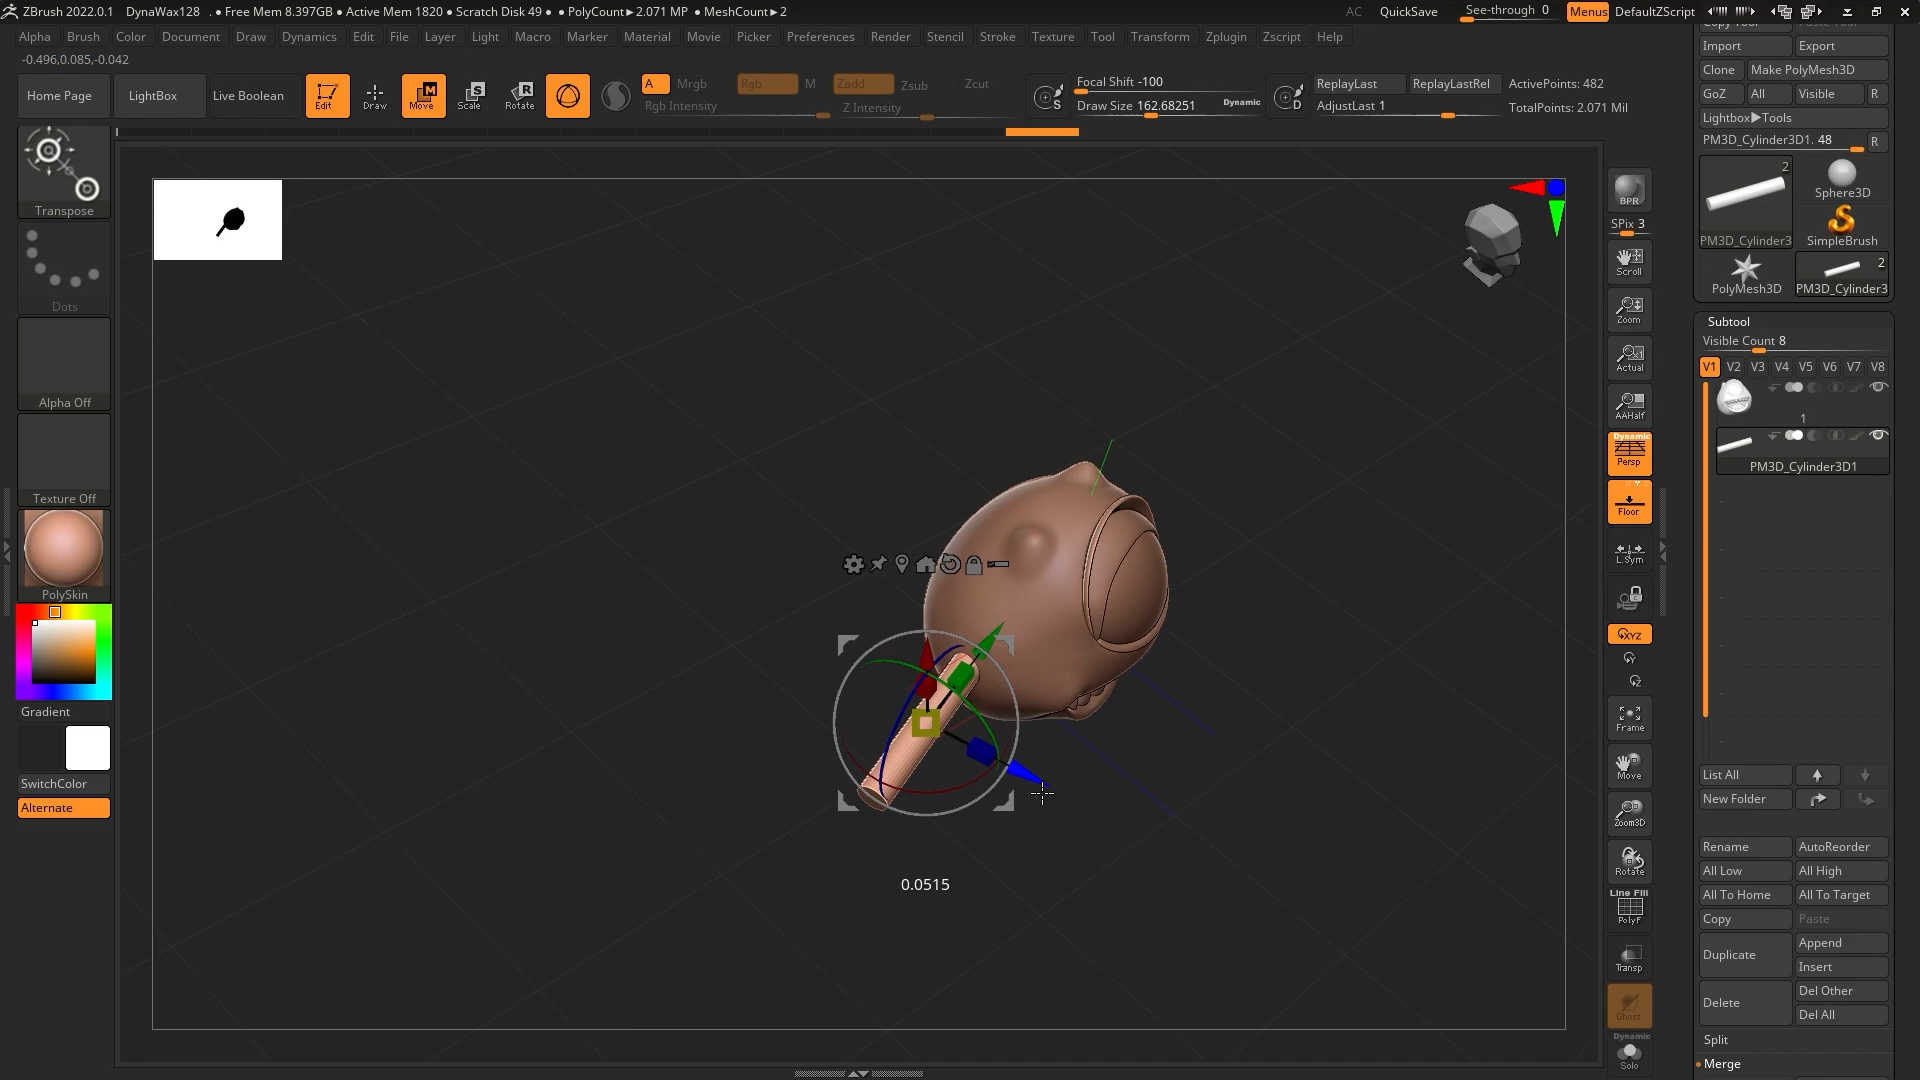 ZBrush 2022.0.1 DynaWax128 . ● Free Mem 8.397GB ● Active Mem 1820 ● Scratch Disk 49 ● ● PolyCount►2.071 MP ● MeshCount►2 AC QuickSave See-through 0 Menus DefaultZScript
Alpha Brush Color Document Draw Dynamics Edit File Layer Light Macro Marker Material Movie Picker Preferences Render Stencil Stroke Texture Tool Transform Zplugin Zscript Help
-0.496,0.085,-0.042
Home Page LightBox Live Boolean Edit Draw Move Scale Rotate
A Mrgb Rgb M Zadd Zsub Zcut
Rgb Intensity Z Intensity
Focal Shift -100
Draw Size 162.68251 Dynamic
ReplayLast ReplayLastRel ActivePoints: 482
AdjustLast 1 TotalPoints: 2.071 Mil
Transpose
Dots
Alpha Off
Texture Off
PolySkin
Gradient
SwitchColor
Alternate
0.0515
BPR
SPix 3
Scroll
Zoom
Actual
AAHalf
Dynamic
Persp
Floor
L.Sym
XYZ
Y
Z
Frame
Move
Zoom3D
Rotate
Line Fill
PolyF
Transp
Ghost
Dynamic
Solo
Import Export
Clone Make PolyMesh3D
GoZ All Visible R
Lightbox►Tools
PM3D_Cylinder3D1. 48 R
2
Sphere3D
PM3D_Cylinder3 SimpleBrush
2
PolyMesh3D PM3D_Cylinder3
Subtool
Visible Count 8
V1 V2 V3 V4 V5 V6 V7 V8
1
PM3D_Cylinder3D1
List All
New Folder
Rename AutoReorder
All Low All High
All To Home All To Target
Copy Paste
Duplicate Append
Insert
Delete Del Other
Del All
Split
Merge